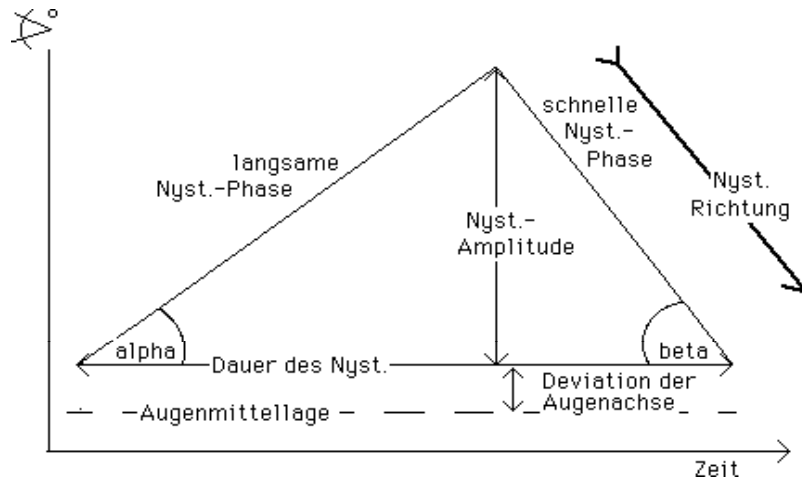 schnelle
Nyst.-
Phase
langsame
Nyst.-Phase
Nyst.
Richtung
Nyst.-
Amplitude
alpha
beta
Dauer des Nyst.
Deviation der
Augenachse
Augenmittellage
Zeit